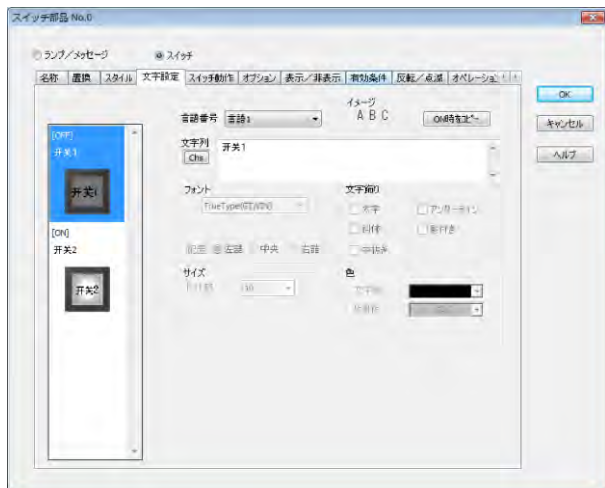 スイッチ部品 No.0
ランプ/メッセージ
スイッチ
名称 置換 スタイル 文字設定 スイッチ動作 オプション 表示/非表示 有効条件 反転/点滅 オペレーション
OK
キャンセル
ヘルプ
言語番号 言語1
イメージ
A B C
ON時をコピー
文字列
开关1
Chs
フォント
文字飾り
太字 アンダーライン
斜体 影付き
中抜き
左詰 中央 右詰
サイズ
色
[OFF]
开关1
开关1
[ON]
开关2
开关2